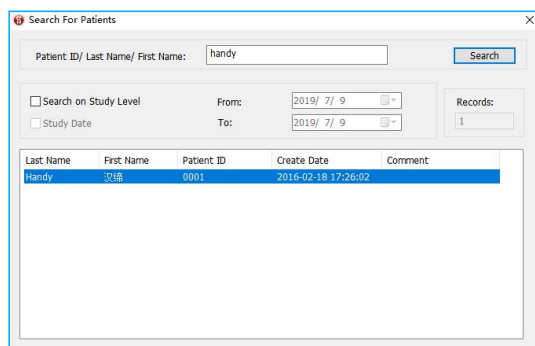 Search For Patients
Patient ID/ Last Name/ First Name: handy Search
Search on Study Level From: 2019/ 7/ 9 Records:
Study Date To: 2019/ 7/ 9 1
Last Name First Name Patient ID Create Date Comment
Handy 汉缔 0001 2016-02-18 17:26:02